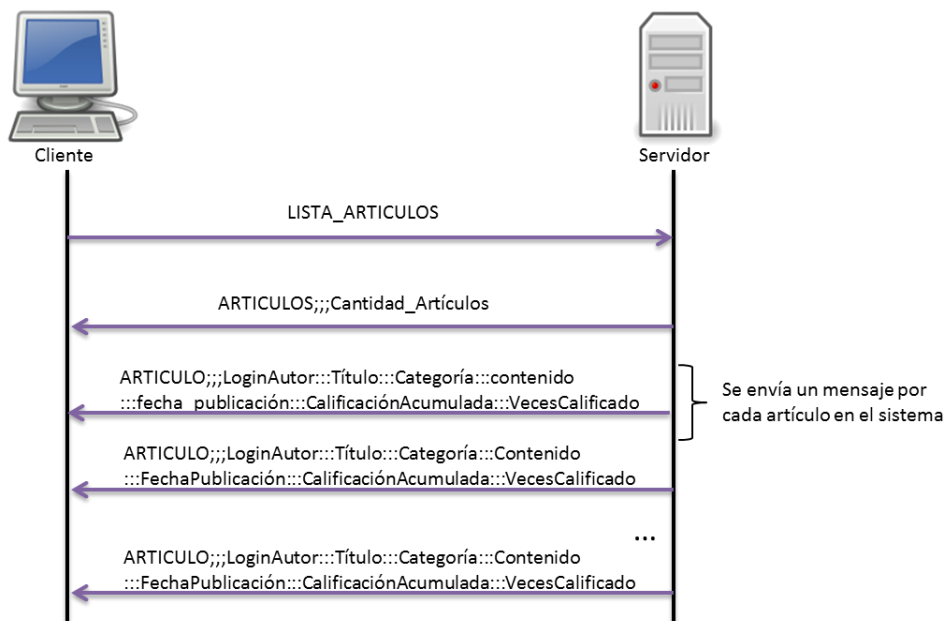 Cliente
Servidor
LISTA_ARTICULOS
ARTICULOS;;;Cantidad_Artículos
ARTICULO;;;LoginAutor:::Título:::Categoría:::contenido
:::fecha_publicación:::CalificaciónAcumulada:::VecesCalificado
Se envía un mensaje por
cada artículo en el sistema
ARTICULO;;;LoginAutor:::Título:::Categoría:::Contenido
:::FechaPublicación:::CalificaciónAcumulada:::VecesCalificado
...
ARTICULO;;;LoginAutor:::Título:::Categoría:::Contenido
:::FechaPublicación:::CalificaciónAcumulada:::VecesCalificado